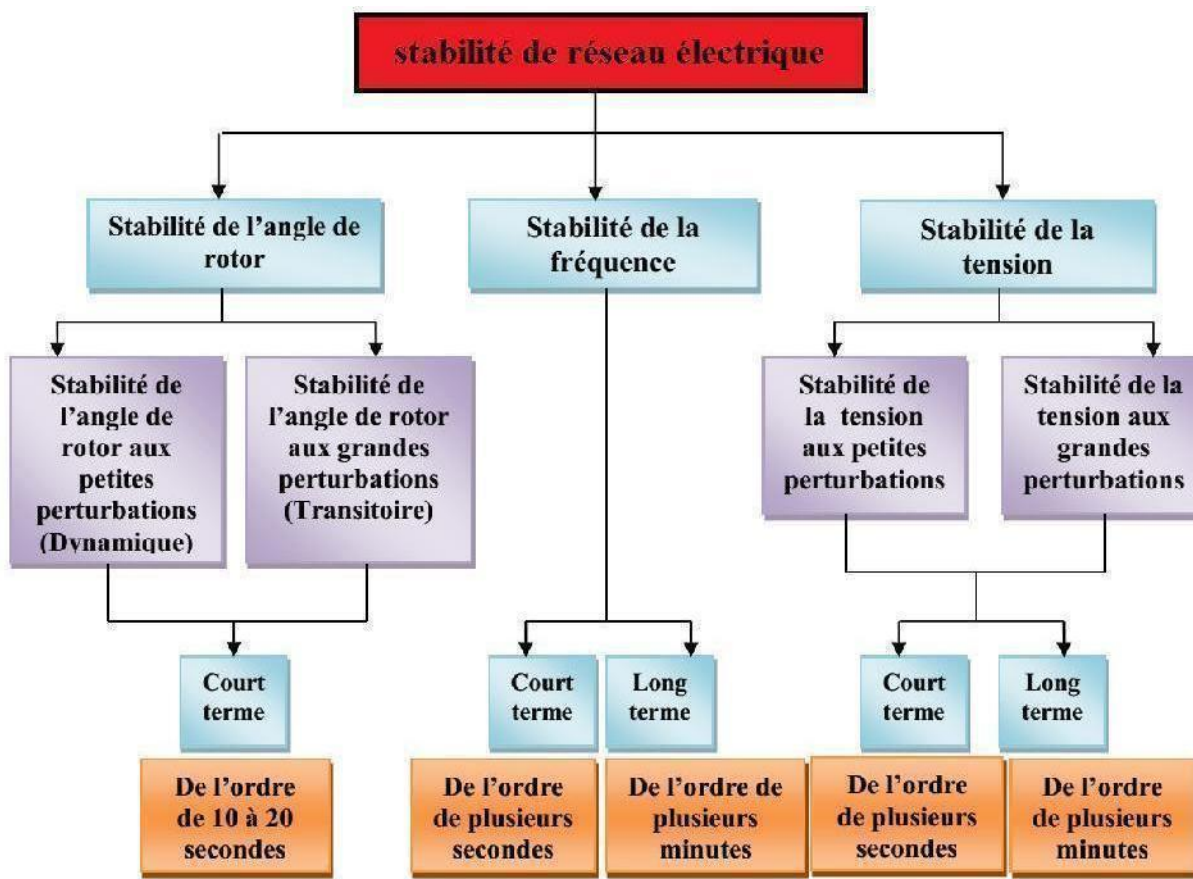 stabilité de réseau électrique
Stabilité de l'angle de
rotor
Stabilité de la
fréquence
Stabilité de la
tension
Stabilité de
l'angle de
rotor aux
petites
perturbations
(Dynamique)
Stabilité de
l'angle de rotor
aux grandes
perturbations
(Transitoire)
Stabilité de
la tension
aux petites
perturbations
Stabilité de la
tension aux
grandes
perturbations
Court
terme
Court
terme
Long
terme
Court
terme
Long
terme
De l'ordre
de 10 à 20
secondes
De l'ordre
de plusieurs
secondes
De l'ordre de
plusieurs
minutes
De l'ordre
de plusieurs
secondes
De l'ordre
de plusieurs
minutes